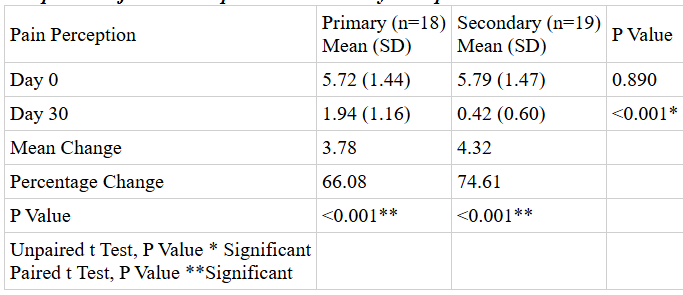 Pain Perception
Primary (n=18) Secondary (n=19) P Value
Mean (SD) Mean (SD)
Day 0 5.72 (1.44) 5.79 (1.47) 0.890
Day 30 1.94 (1.16) 0.42 (0.60) <0.001*
Mean Change 3.78 4.32
Percentage Change 66.08 74.61
P Value <0.001** <0.001**
Unpaired t Test, P Value * Significant
Paired t Test, P Value **Significant